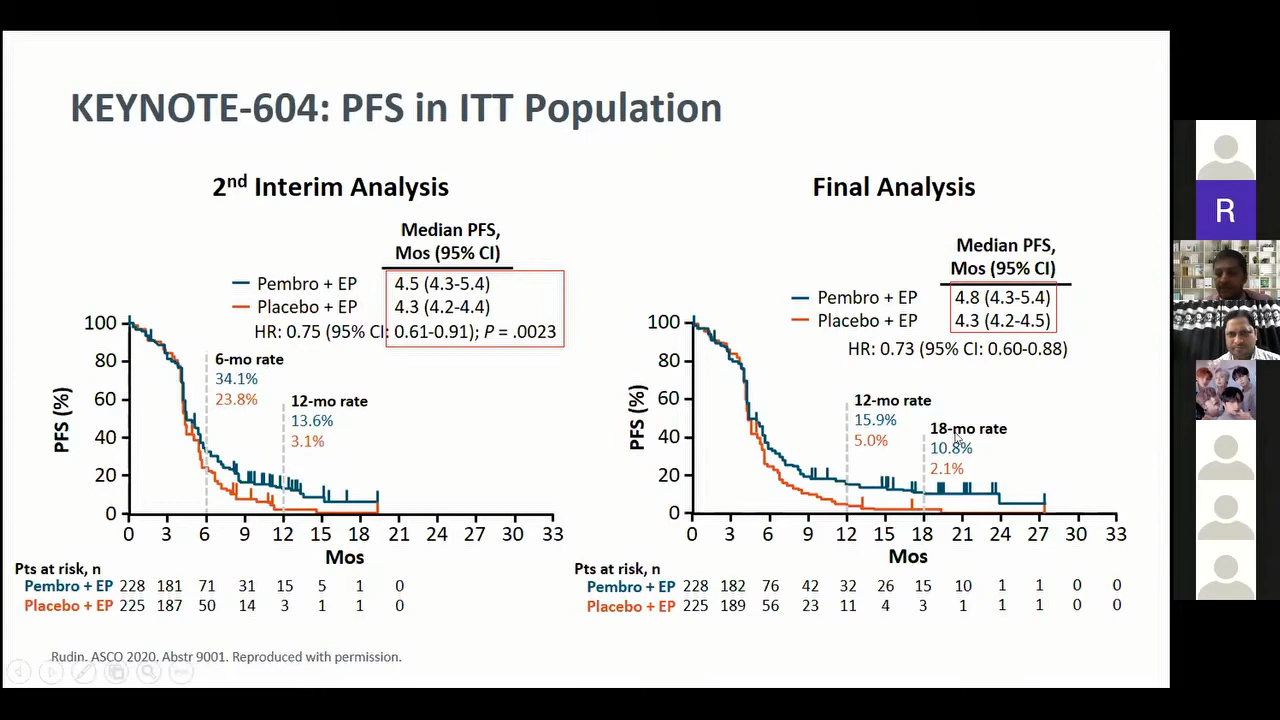 KEYNOTE-604: PFS in ITT Population
2nd Interim Analysis
Median PFS,
Mos (95% CI)
Pembro + EP 4.5 (4.3-5.4)
Placebo + EP 4.3 (4.2-4.4)
HR: 0.75 (95% CI: 0.61-0.91); P = .0023
100
80
60
40
20
0
PFS (%)
6-mo rate
34.1%
23.8%
12-mo rate
13.6%
3.1%
0 3 6 9 12 15 18 21 24 27 30 33
Mos
Pts at risk, n
Pembro + EP 228 181 71 31 15 5 1 0
Placebo + EP 225 187 50 14 3 1 1 0
Final Analysis
Median PFS,
Mos (95% CI)
Pembro + EP 4.8 (4.3-5.4)
Placebo + EP 4.3 (4.2-4.5)
HR: 0.73 (95% CI: 0.60-0.88)
100
80
60
40
20
0
PFS (%)
12-mo rate
15.9%
5.0%
18-mo rate
10.8%
2.1%
0 3 6 9 12 15 18 21 24 27 30 33
Mos
Pts at risk, n
Pembro + EP 228 182 76 42 32 26 15 10 1 1 0 0
Placebo + EP 225 189 56 23 11 4 3 1 1 1 0 0
Rudin. ASCO 2020. Abstr 9001. Reproduced with permission.
R